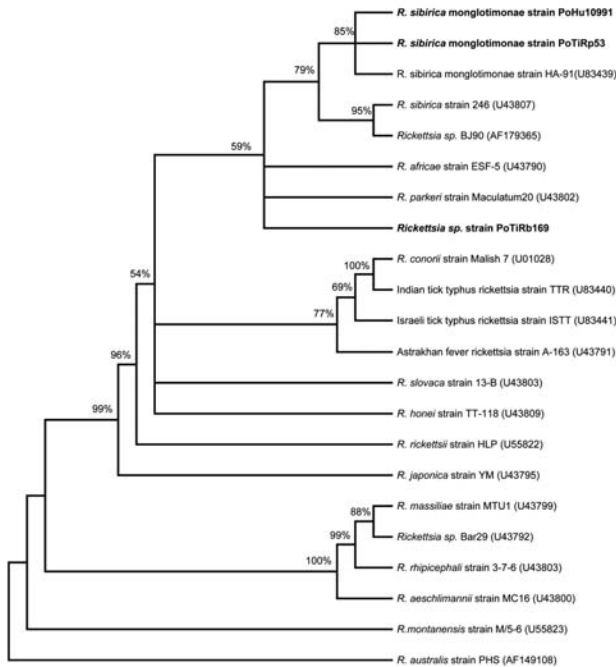 R. sibirica monglotimonae strain PoHu10991
85%
R. sibirica monglotimonae strain PoTiRp53
79%
R. sibirica monglotimonae strain HA-91(U83439)
R. sibirica strain 246 (U43807)
95%
Rickettsia sp. BJ90 (AF179365)
59%
R. africae strain ESF-5 (U43790)
R. parkeri strain Maculatum20 (U43802)
Rickettsia sp. strain PoTiRb169
R. conorii strain Malish 7 (U01028)
100%
54%
Indian tick typhus rickettsia strain TTR (U83440)
69%
Israeli tick typhus rickettsia strain ISTT (U83441)
77%
Astrakhan fever rickettsia strain A-163 (U43791)
96%
R. slovaca strain 13-B (U43803)
99%
R. honei strain TT-118 (U43809)
R. rickettsii strain HLP (U55822)
R. japonica strain YM (U43795)
R. massiliae strain MTU1 (U43799)
88%
Rickettsia sp. Bar29 (U43792)
99%
R. rhipicephali strain 3-7-6 (U43803)
100%
R. aeschlimannii strain MC16 (U43800)
R.montanensis strain M/5-6 (U55823)
R. australis strain PHS (AF149108)